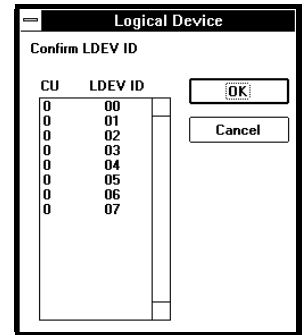 Logical Device
Confirm LDEV ID
CU LDEV ID
0 00
0 01
0 02
0 03
0 04
0 05
0 06
0 07
OK
Cancel